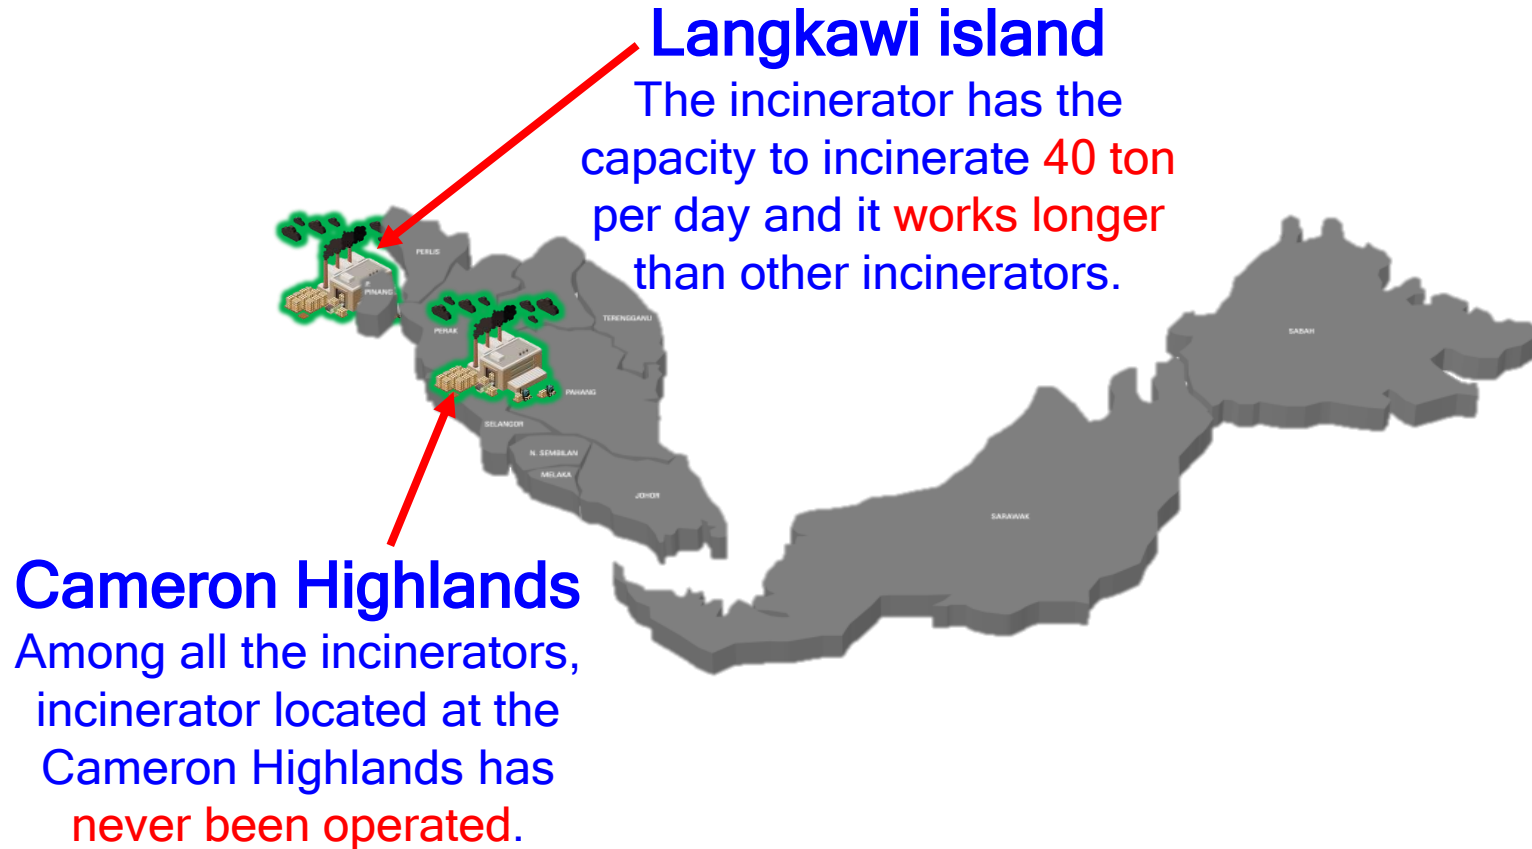 Langkawi island
The incinerator has the
capacity to incinerate 40 ton
per day and it works longer
than other incinerators.
PERLIS
P.
PINANG
PERAK
TERENGGANU
PAHANG
SELANGOR
N. SEMBILAN
MELAKA
JOHOR
SABAH
SARAWAK
Cameron Highlands
Among all the incinerators,
incinerator located at the
Cameron Highlands has
never been operated.